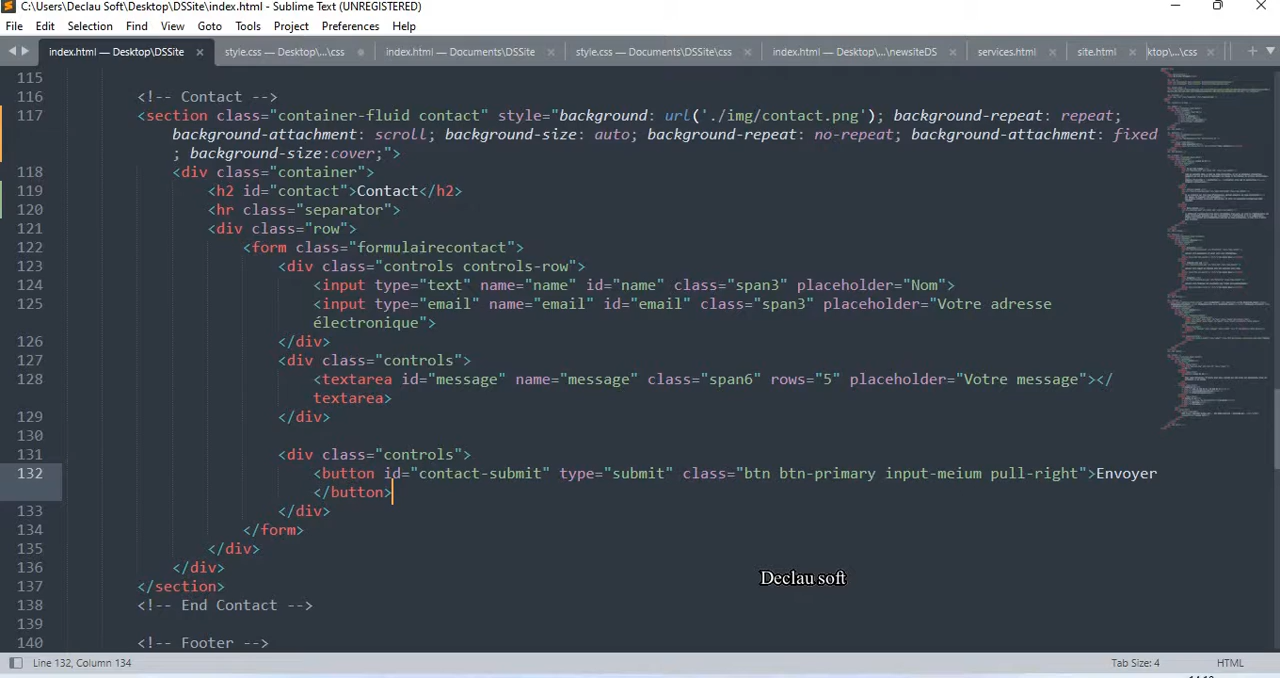 C:\Users\Declau Soft\Desktop\DSSite\index.html - Sublime Text (UNREGISTERED)
File Edit Selection Find View Goto Tools Project Preferences Help
index.html — Desktop\DSSite style.css — Desktop\...\css index.html — Documents\DSSite style.css — Documents\DSSite\css index.html — Desktop\...\newsiteDS services.html site.html ktop\...\css
115
116 <!-- Contact -->
117 <section class="container-fluid contact" style="background: url('./img/contact.png'); background-repeat: repeat;
background-attachment: scroll; background-size: auto; background-repeat: no-repeat; background-attachment: fixed
; background-size:cover;">
118 <div class="container">
119 <h2 id="contact">Contact</h2>
120 <hr class="separator">
121 <div class="row">
122 <form class="formulairecontact">
123 <div class="controls controls-row">
124 <input type="text" name="name" id="name" class="span3" placeholder="Nom">
125 <input type="email" name="email" id="email" class="span3" placeholder="Votre adresse
électronique">
126 </div>
127 <div class="controls">
128 <textarea id="message" name="message" class="span6" rows="5" placeholder="Votre message"></
textarea>
129 </div>
130
131 <div class="controls">
132 <button id="contact-submit" type="submit" class="btn btn-primary input-meium pull-right">Envoyer
</button>
133 </div>
134 </form>
135 </div>
136 </div>
137 </section>
138 <!-- End Contact -->
139
140 <!-- Footer -->
Declau soft
Line 132, Column 134 Tab Size: 4 HTML